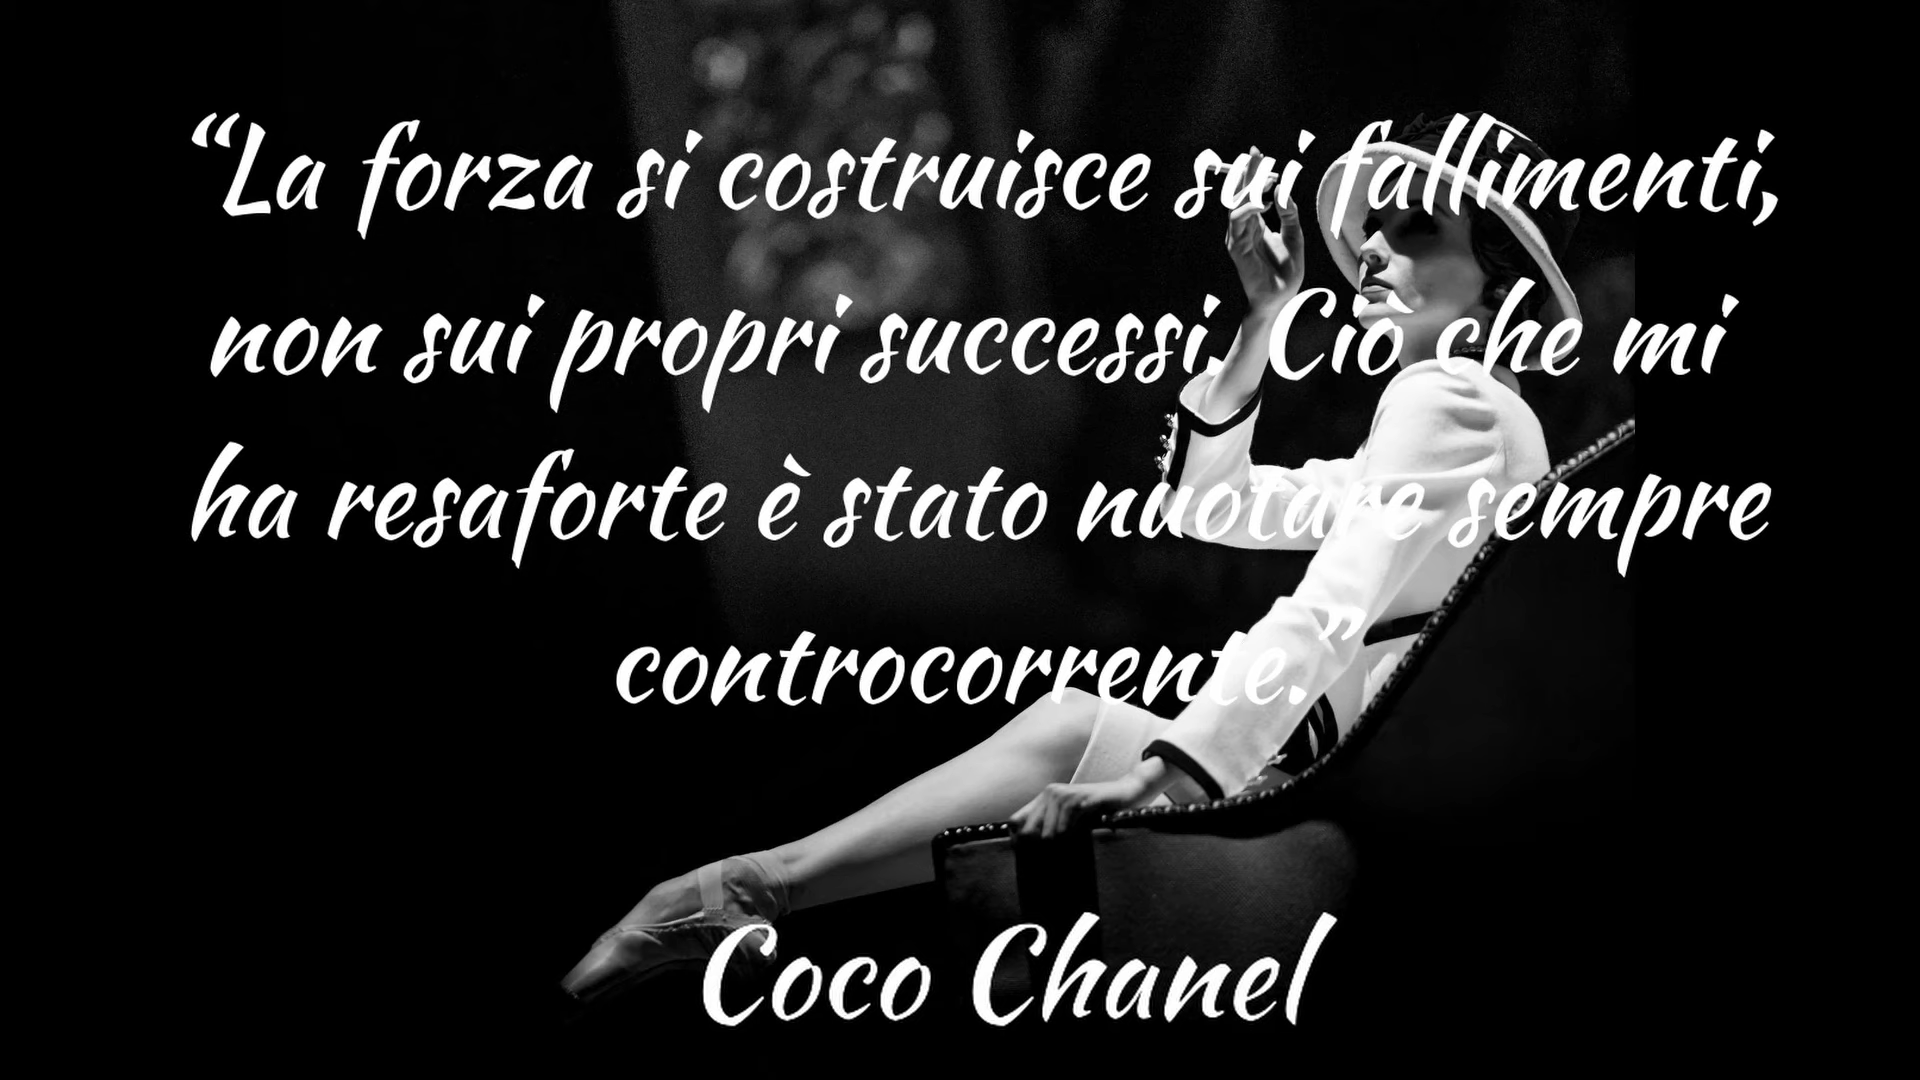 “La forza si costruisce sui fallimenti,
non sui propri successi. Ciò che mi
ha resaforte è stato nuotare sempre
controcorrente.”
Coco Chanel